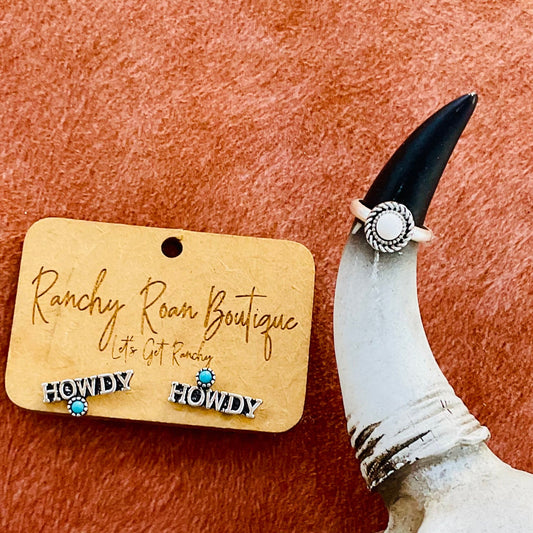 Ranchy Roan Boutique
Let's Get Ranchy
HOWDY HOWDY